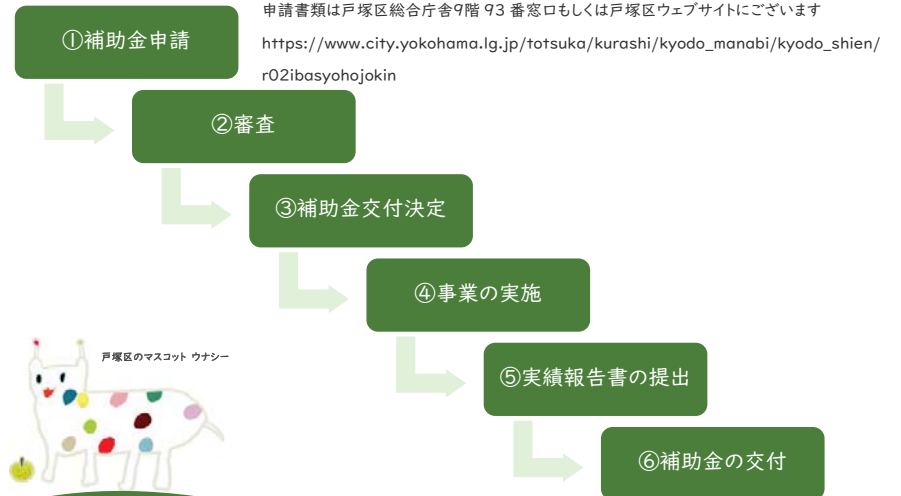 申請書類は戸塚区総合庁舎9階 93 番窓口もしくは戸塚区ウェブサイトにございます
①補助金申請
https://www.city.yokohama.lg.jp/totsuka/kurashi/kyodo_manabi/kyodo_shien/
r02ibasyohojokin
②審査
③補助金交付決定
④事業の実施
戸塚区のマスコット ウナシー
⑤実績報告書の提出
⑥補助金の交付